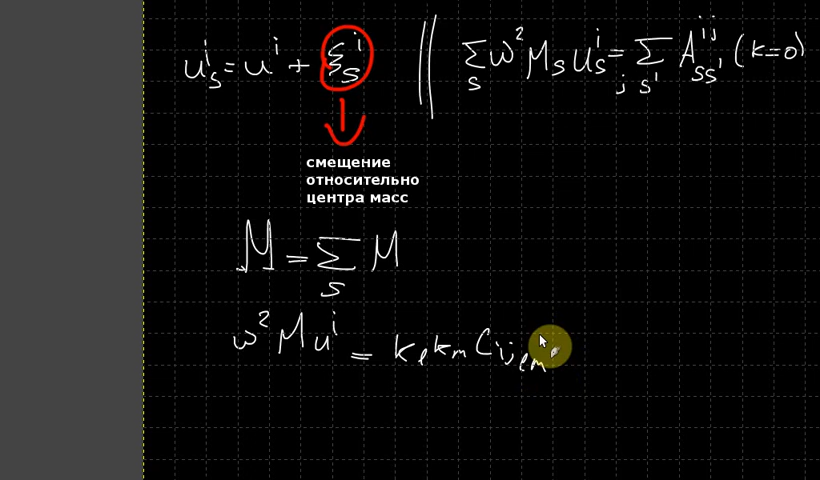 u_s^i = u^i + ξ_s^i || Σ_s ω² M_s u_s^i = Σ_{j s'} A_{ss'}^{ij} (k=0)
смещение
относительно
центра масс
M = Σ_s M
ω² M u^i = k_l k_m C_{ijlm}